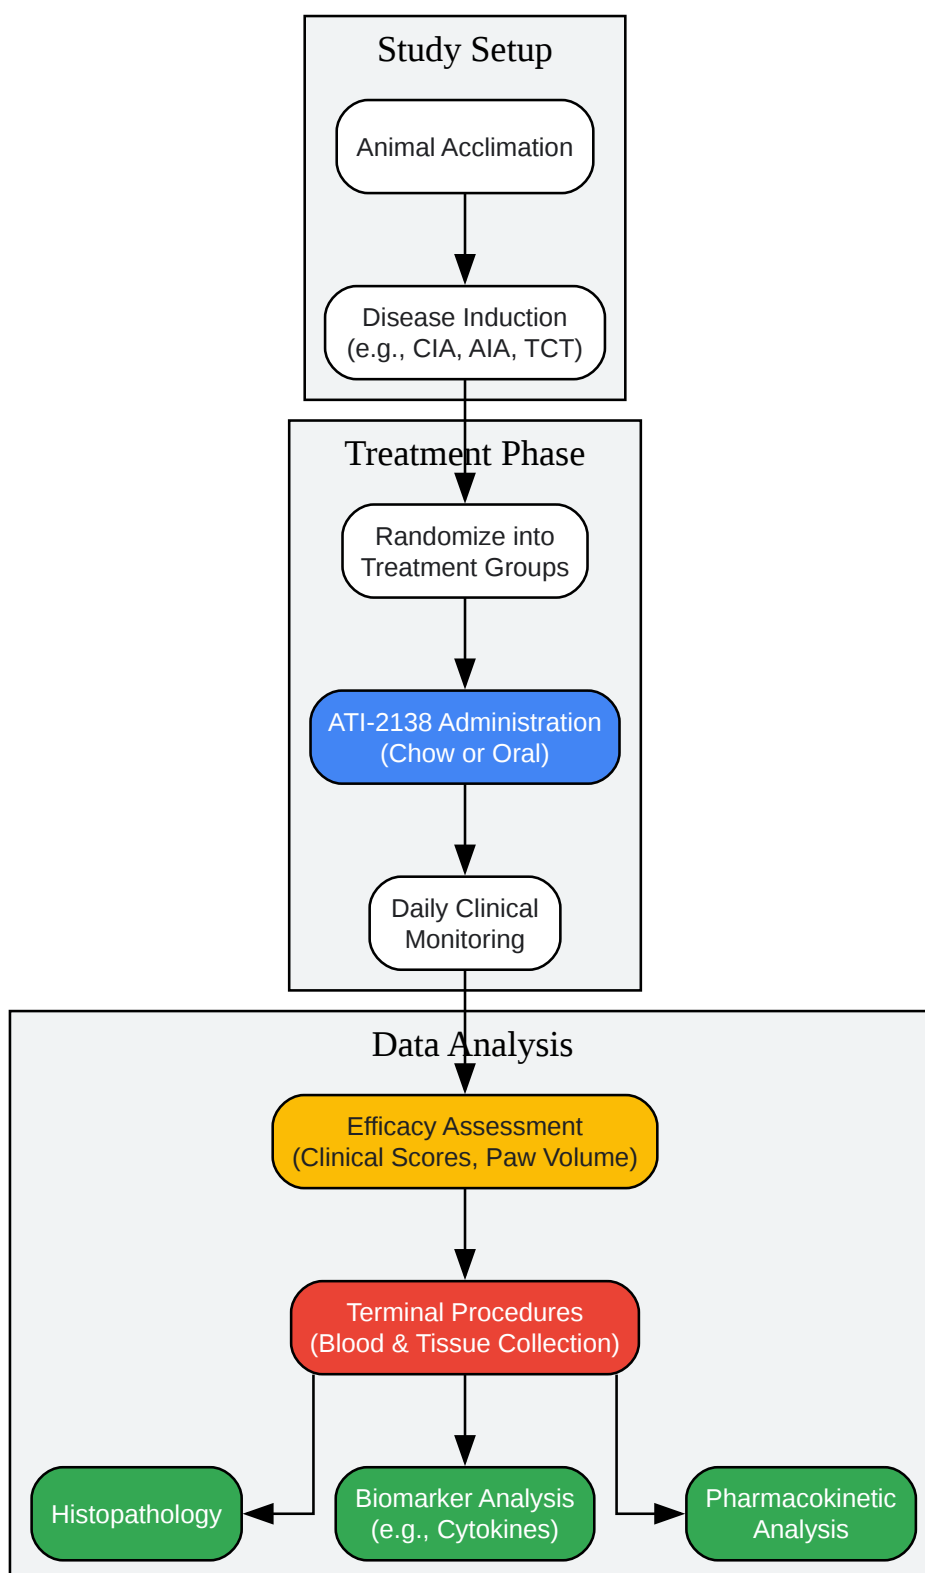 Study Setup
Animal Acclimation
Disease Induction
(e.g., CIA, AIA, TCT)
Treatment Phase
Randomize into
Treatment Groups
ATI-2138 Administration
(Chow or Oral)
Daily Clinical
Monitoring
Data Analysis
Efficacy Assessment
(Clinical Scores, Paw Volume)
Terminal Procedures
(Blood & Tissue Collection)
Histopathology
Biomarker Analysis
(e.g., Cytokines)
Pharmacokinetic
Analysis